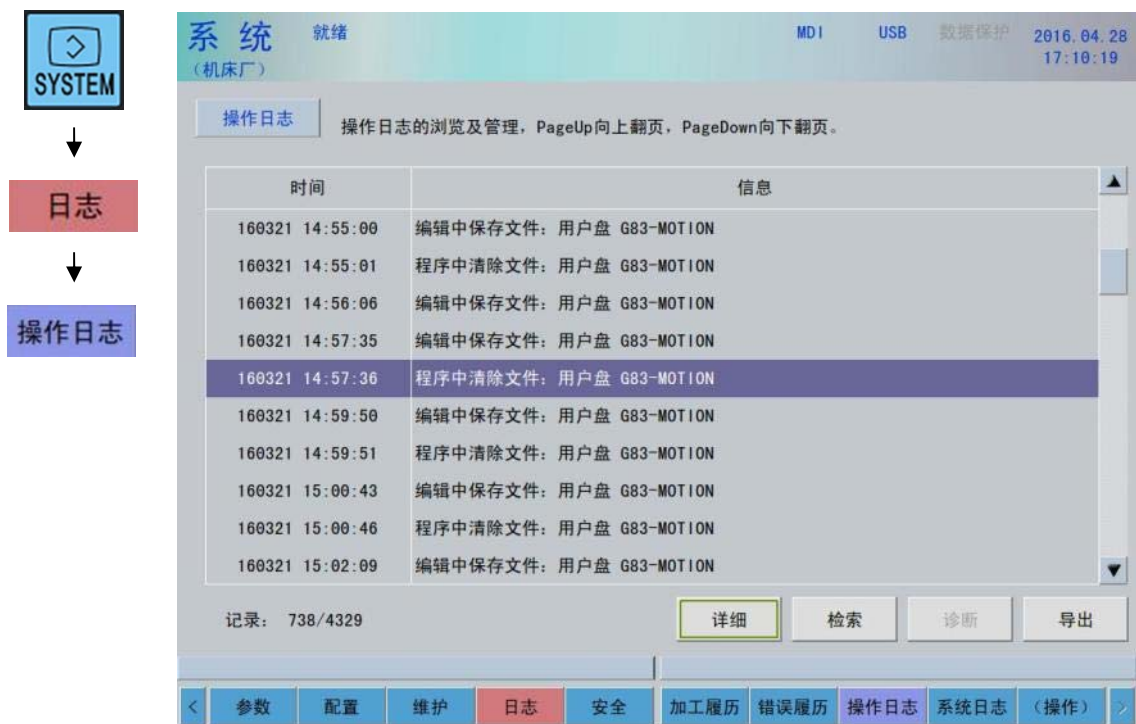 SYSTEM
日志
操作日志
系 统 就绪 MDI USB 数据保护 2016.04.28
(机床厂) 17:10:19
操作日志 操作日志的浏览及管理，PageUp向上翻页，PageDown向下翻页。
时间 信息
160321 14:55:00 编辑中保存文件：用户盘 G83-MOTION
160321 14:55:01 程序中清除文件：用户盘 G83-MOTION
160321 14:56:06 编辑中保存文件：用户盘 G83-MOTION
160321 14:57:35 编辑中保存文件：用户盘 G83-MOTION
160321 14:57:36 程序中清除文件：用户盘 G83-MOTION
160321 14:59:50 编辑中保存文件：用户盘 G83-MOTION
160321 14:59:51 程序中清除文件：用户盘 G83-MOTION
160321 15:00:43 编辑中保存文件：用户盘 G83-MOTION
160321 15:00:46 程序中清除文件：用户盘 G83-MOTION
160321 15:02:09 编辑中保存文件：用户盘 G83-MOTION
记录： 738/4329 详细 检索 诊断 导出
< 参数 配置 维护 日志 安全 加工履历 错误履历 操作日志 系统日志 (操作) >